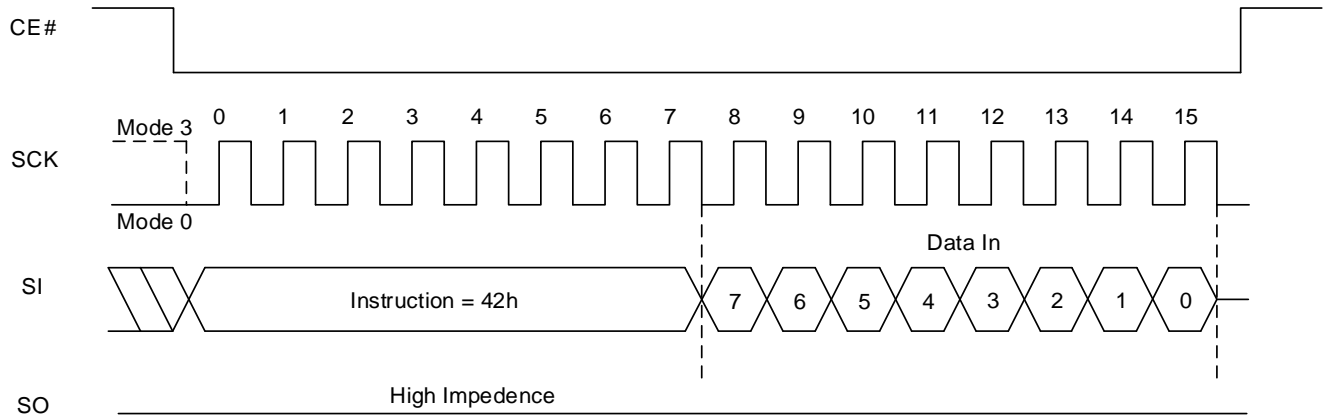 CE#
0 1 2 3 4 5 6 7 8 9 10 11 12 13 14 15
Mode 3
SCK
Mode 0
Data In
SI
Instruction = 42h
7 6 5 4 3 2 1 0
High Impedence
SO